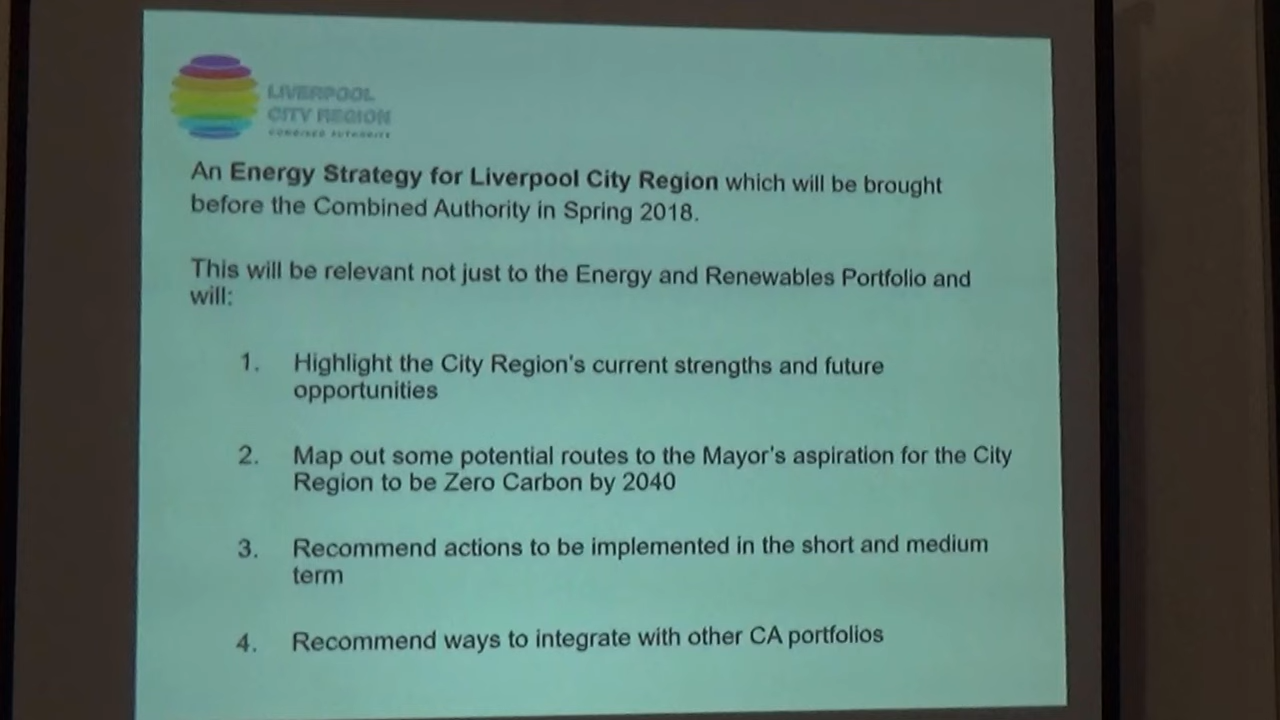 LIVERPOOL
CITY REGION
COMBINED AUTHORITY
An Energy Strategy for Liverpool City Region which will be brought
before the Combined Authority in Spring 2018.
This will be relevant not just to the Energy and Renewables Portfolio and
will:
1. Highlight the City Region's current strengths and future
opportunities
2. Map out some potential routes to the Mayor's aspiration for the City
Region to be Zero Carbon by 2040
3. Recommend actions to be implemented in the short and medium
term
4. Recommend ways to integrate with other CA portfolios